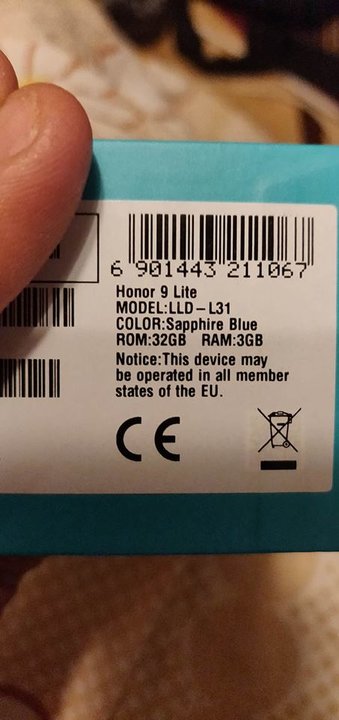 6 901443 211067
Honor 9 Lite
MODEL:LLD-L31
COLOR:Sapphire Blue
ROM:32GB RAM:3GB
Notice:This device may
be operated in all member
states of the EU.
CE